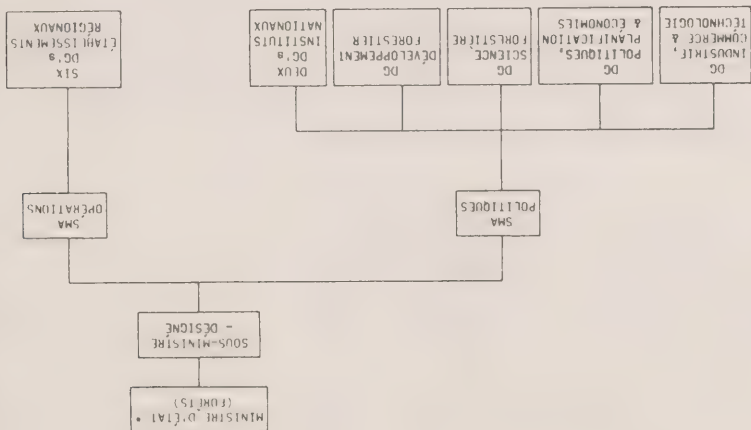 MINISTRE D'ÉTAT *
(FORÊTS)
SOUS-MINISTRE
- DÉSIGNÉ
SMA
POLITIQUES
SMA
OPÉRATIONS
DG
INDUSTRIE,
COMMERCE &
TECHNOLOGIE
DG
POLITIQUES,
PLANIFICATION
& ÉCONOMIES
DG
SCIENCE
FORESTIÈRE
DG
DÉVELOPPEMENT
FORESTIER
DEUX
DG's
INSTITUTS
NATIONAUX
SIX
DG's
ÉTABLISSEMENTS
RÉGIONAUX